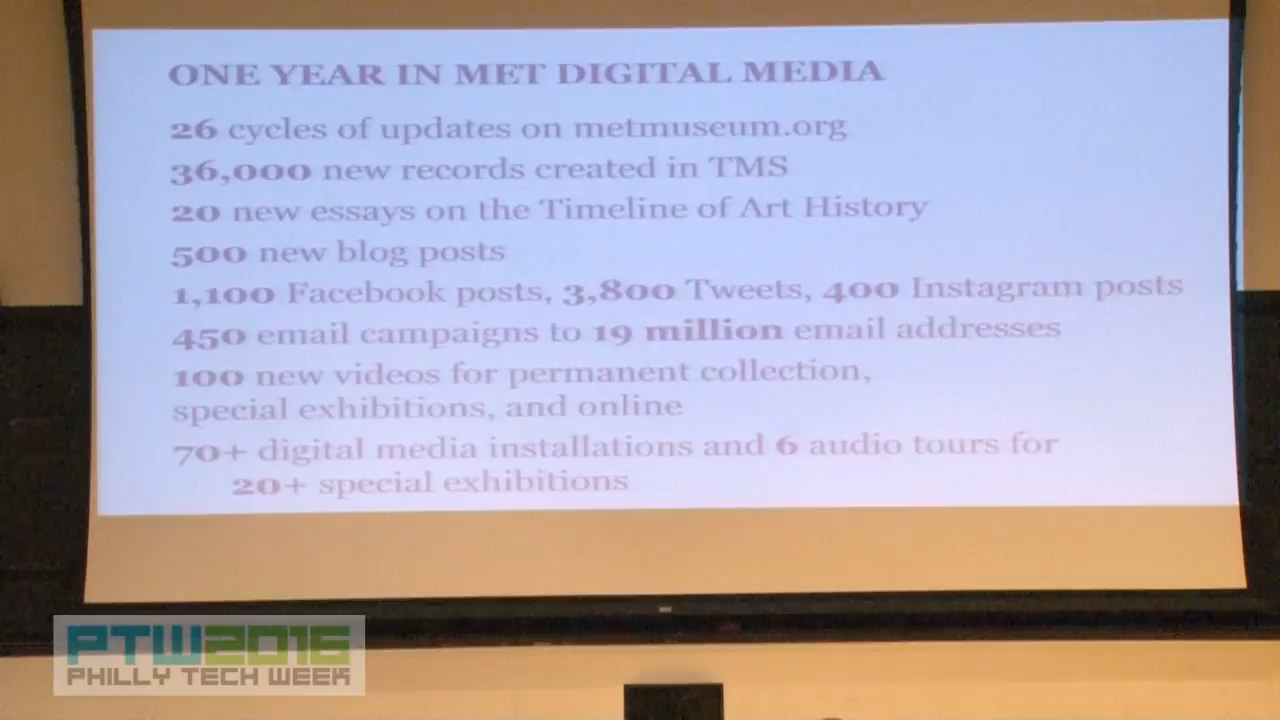 ONE YEAR IN MET DIGITAL MEDIA
26 cycles of updates on metmuseum.org
36,000 new records created in TMS
20 new essays on the Timeline of Art History
500 new blog posts
1,100 Facebook posts, 3,800 Tweets, 400 Instagram posts
450 email campaigns to 19 million email addresses
100 new videos for permanent collection,
special exhibitions, and online
70+ digital media installations and 6 audio tours for
20+ special exhibitions
PTW2016
PHILLY TECH WEEK